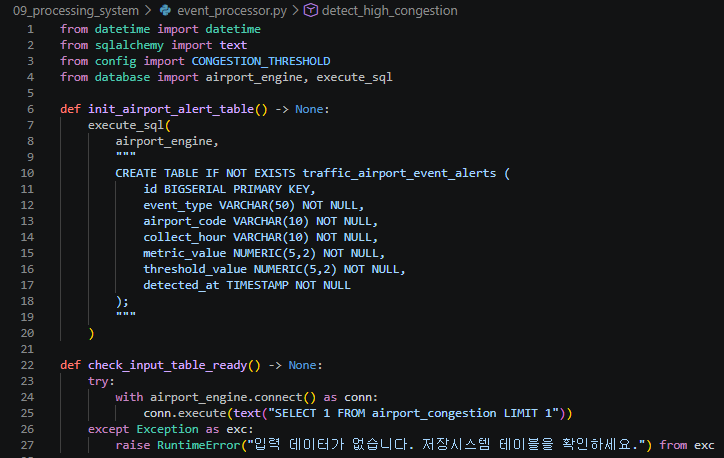 09_processing_system > event_processor.py > detect_high_congestion
1 from datetime import datetime
2 from sqlalchemy import text
3 from config import CONGESTION_THRESHOLD
4 from database import airport_engine, execute_sql
5
6 def init_airport_alert_table() -> None:
7     execute_sql(
8         airport_engine,
9         """
10         CREATE TABLE IF NOT EXISTS traffic_airport_event_alerts (
11             id BIGSERIAL PRIMARY KEY,
12             event_type VARCHAR(50) NOT NULL,
13             airport_code VARCHAR(10) NOT NULL,
14             collect_hour VARCHAR(10) NOT NULL,
15             metric_value NUMERIC(5,2) NOT NULL,
16             threshold_value NUMERIC(5,2) NOT NULL,
17             detected_at TIMESTAMP NOT NULL
18         );
19         """
20     )
21
22 def check_input_table_ready() -> None:
23     try:
24         with airport_engine.connect() as conn:
25             conn.execute(text("SELECT 1 FROM airport_congestion LIMIT 1"))
26     except Exception as exc:
27         raise RuntimeError("입력 데이터가 없습니다. 저장시스템 테이블을 확인하세요.") from exc